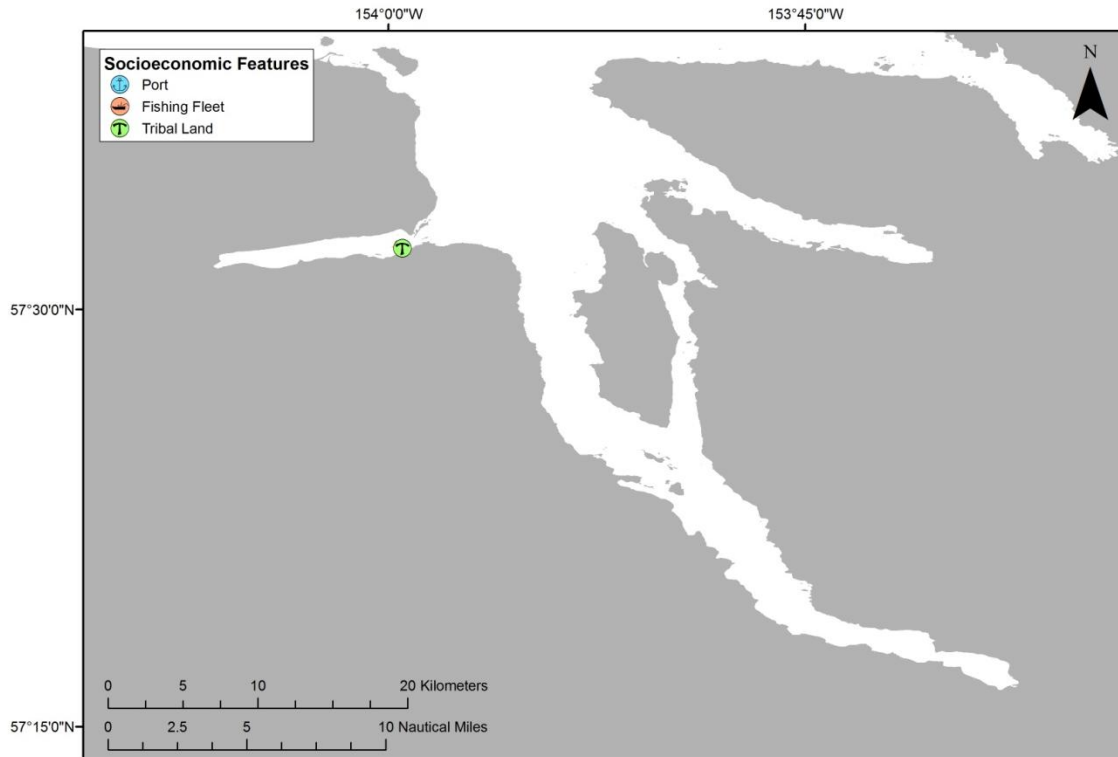 154°0'0"W 153°45'0"W
N
Socioeconomic Features
Port
Fishing Fleet
Tribal Land
57°30'0"N
0 5 10 20 Kilometers
57°15'0"N
0 2.5 5 10 Nautical Miles